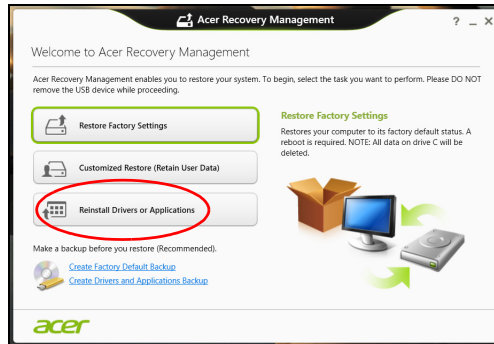 Acer Recovery Management
? _ X
Welcome to Acer Recovery Management
Acer Recovery Management enables you to restore your system. To begin, select the task you want to perform. Please DO NOT
remove the USB device while proceeding.
Restore Factory Settings
Customized Restore (Retain User Data)
Reinstall Drivers or Applications
Restore Factory Settings
Restores your computer to its factory default status. A
reboot is required. NOTE: All data on drive C will be
deleted.
Make a backup before you restore (Recommended).
Create Factory Default Backup
Create Drivers and Applications Backup
acer